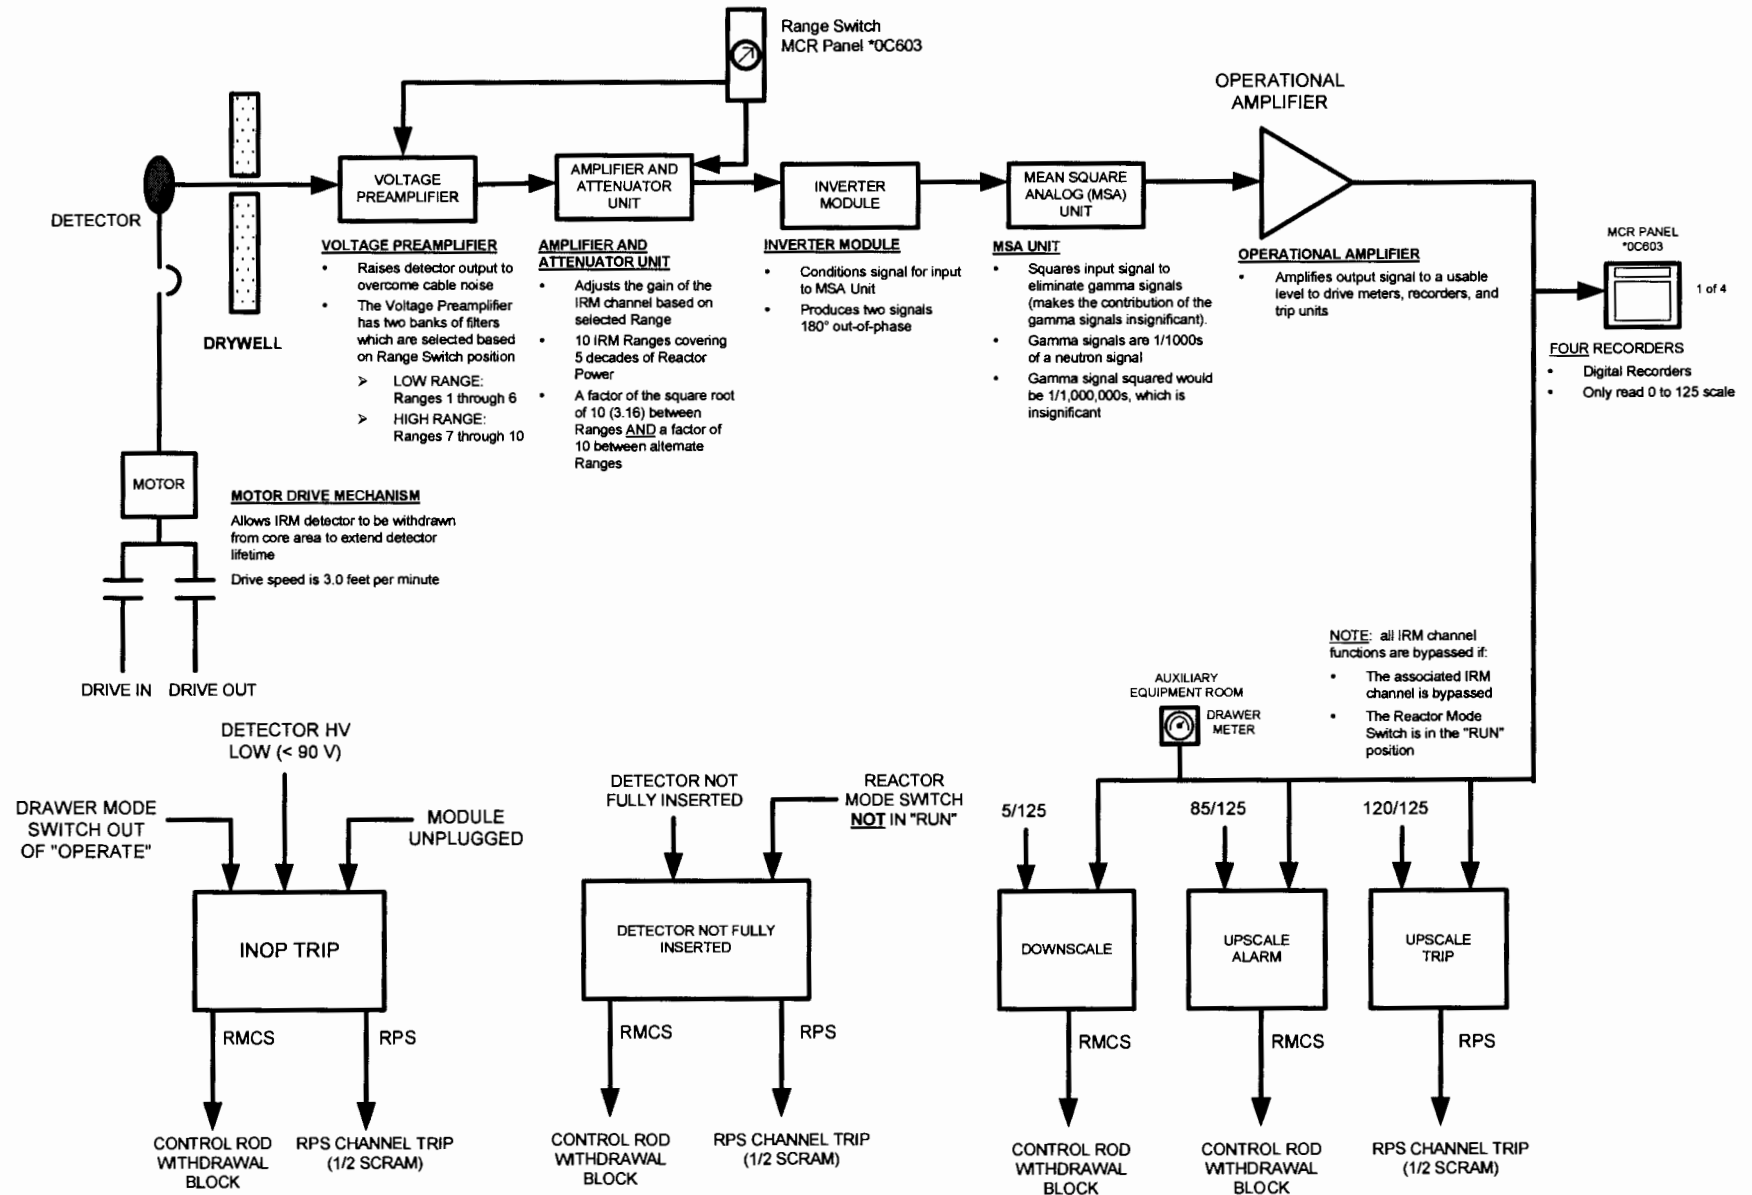 Range Switch
MCR Panel *0C603
OPERATIONAL
AMPLIFIER
DETECTOR
DRYWELL
VOLTAGE
PREAMPLIFIER
AMPLIFIER AND
ATTENUATOR
UNIT
INVERTER
MODULE
MEAN SQUARE
ANALOG (MSA)
UNIT
VOLTAGE PREAMPLIFIER
• Raises detector output to
overcome cable noise
• The Voltage Preamplifier
has two banks of filters
which are selected based
on Range Switch position
➢ LOW RANGE:
Ranges 1 through 6
➢ HIGH RANGE:
Ranges 7 through 10
AMPLIFIER AND
ATTENUATOR UNIT
• Adjusts the gain of the
IRM channel based on
selected Range
• 10 IRM Ranges covering
5 decades of Reactor
Power
• A factor of the square root
of 10 (3.16) between
Ranges AND a factor of
10 between alternate
Ranges
INVERTER MODULE
• Conditions signal for input
to MSA Unit
• Produces two signals
180° out-of-phase
MSA UNIT
• Squares input signal to
eliminate gamma signals
(makes the contribution of the
gamma signals insignificant).
• Gamma signals are 1/1000s
of a neutron signal
• Gamma signal squared would
be 1/1,000,000s, which is
insignificant
OPERATIONAL AMPLIFIER
• Amplifies output signal to a usable
level to drive meters, recorders, and
trip units
MCR PANEL
*0C603
1 of 4
FOUR RECORDERS
• Digital Recorders
• Only read 0 to 125 scale
MOTOR
MOTOR DRIVE MECHANISM
Allows IRM detector to be withdrawn
from core area to extend detector
lifetime
Drive speed is 3.0 feet per minute
DRIVE IN
DRIVE OUT
NOTE: all IRM channel
functions are bypassed if:
• The associated IRM
channel is bypassed
• The Reactor Mode
Switch is in the "RUN"
position
AUXILIARY
EQUIPMENT ROOM
DRAWER
METER
DETECTOR HV
LOW (< 90 V)
DRAWER MODE
SWITCH OUT
OF "OPERATE"
MODULE
UNPLUGGED
INOP TRIP
RMCS
RPS
CONTROL ROD
WITHDRAWAL
BLOCK
RPS CHANNEL TRIP
(1/2 SCRAM)
DETECTOR NOT
FULLY INSERTED
REACTOR
MODE SWITCH
NOT IN "RUN"
DETECTOR NOT FULLY
INSERTED
RMCS
RPS
CONTROL ROD
WITHDRAWAL
BLOCK
RPS CHANNEL TRIP
(1/2 SCRAM)
5/125
85/125
120/125
DOWNSCALE
UPSCALE
ALARM
UPSCALE
TRIP
RMCS
RMCS
RPS
CONTROL ROD
WITHDRAWAL
BLOCK
CONTROL ROD
WITHDRAWAL
BLOCK
RPS CHANNEL TRIP
(1/2 SCRAM)